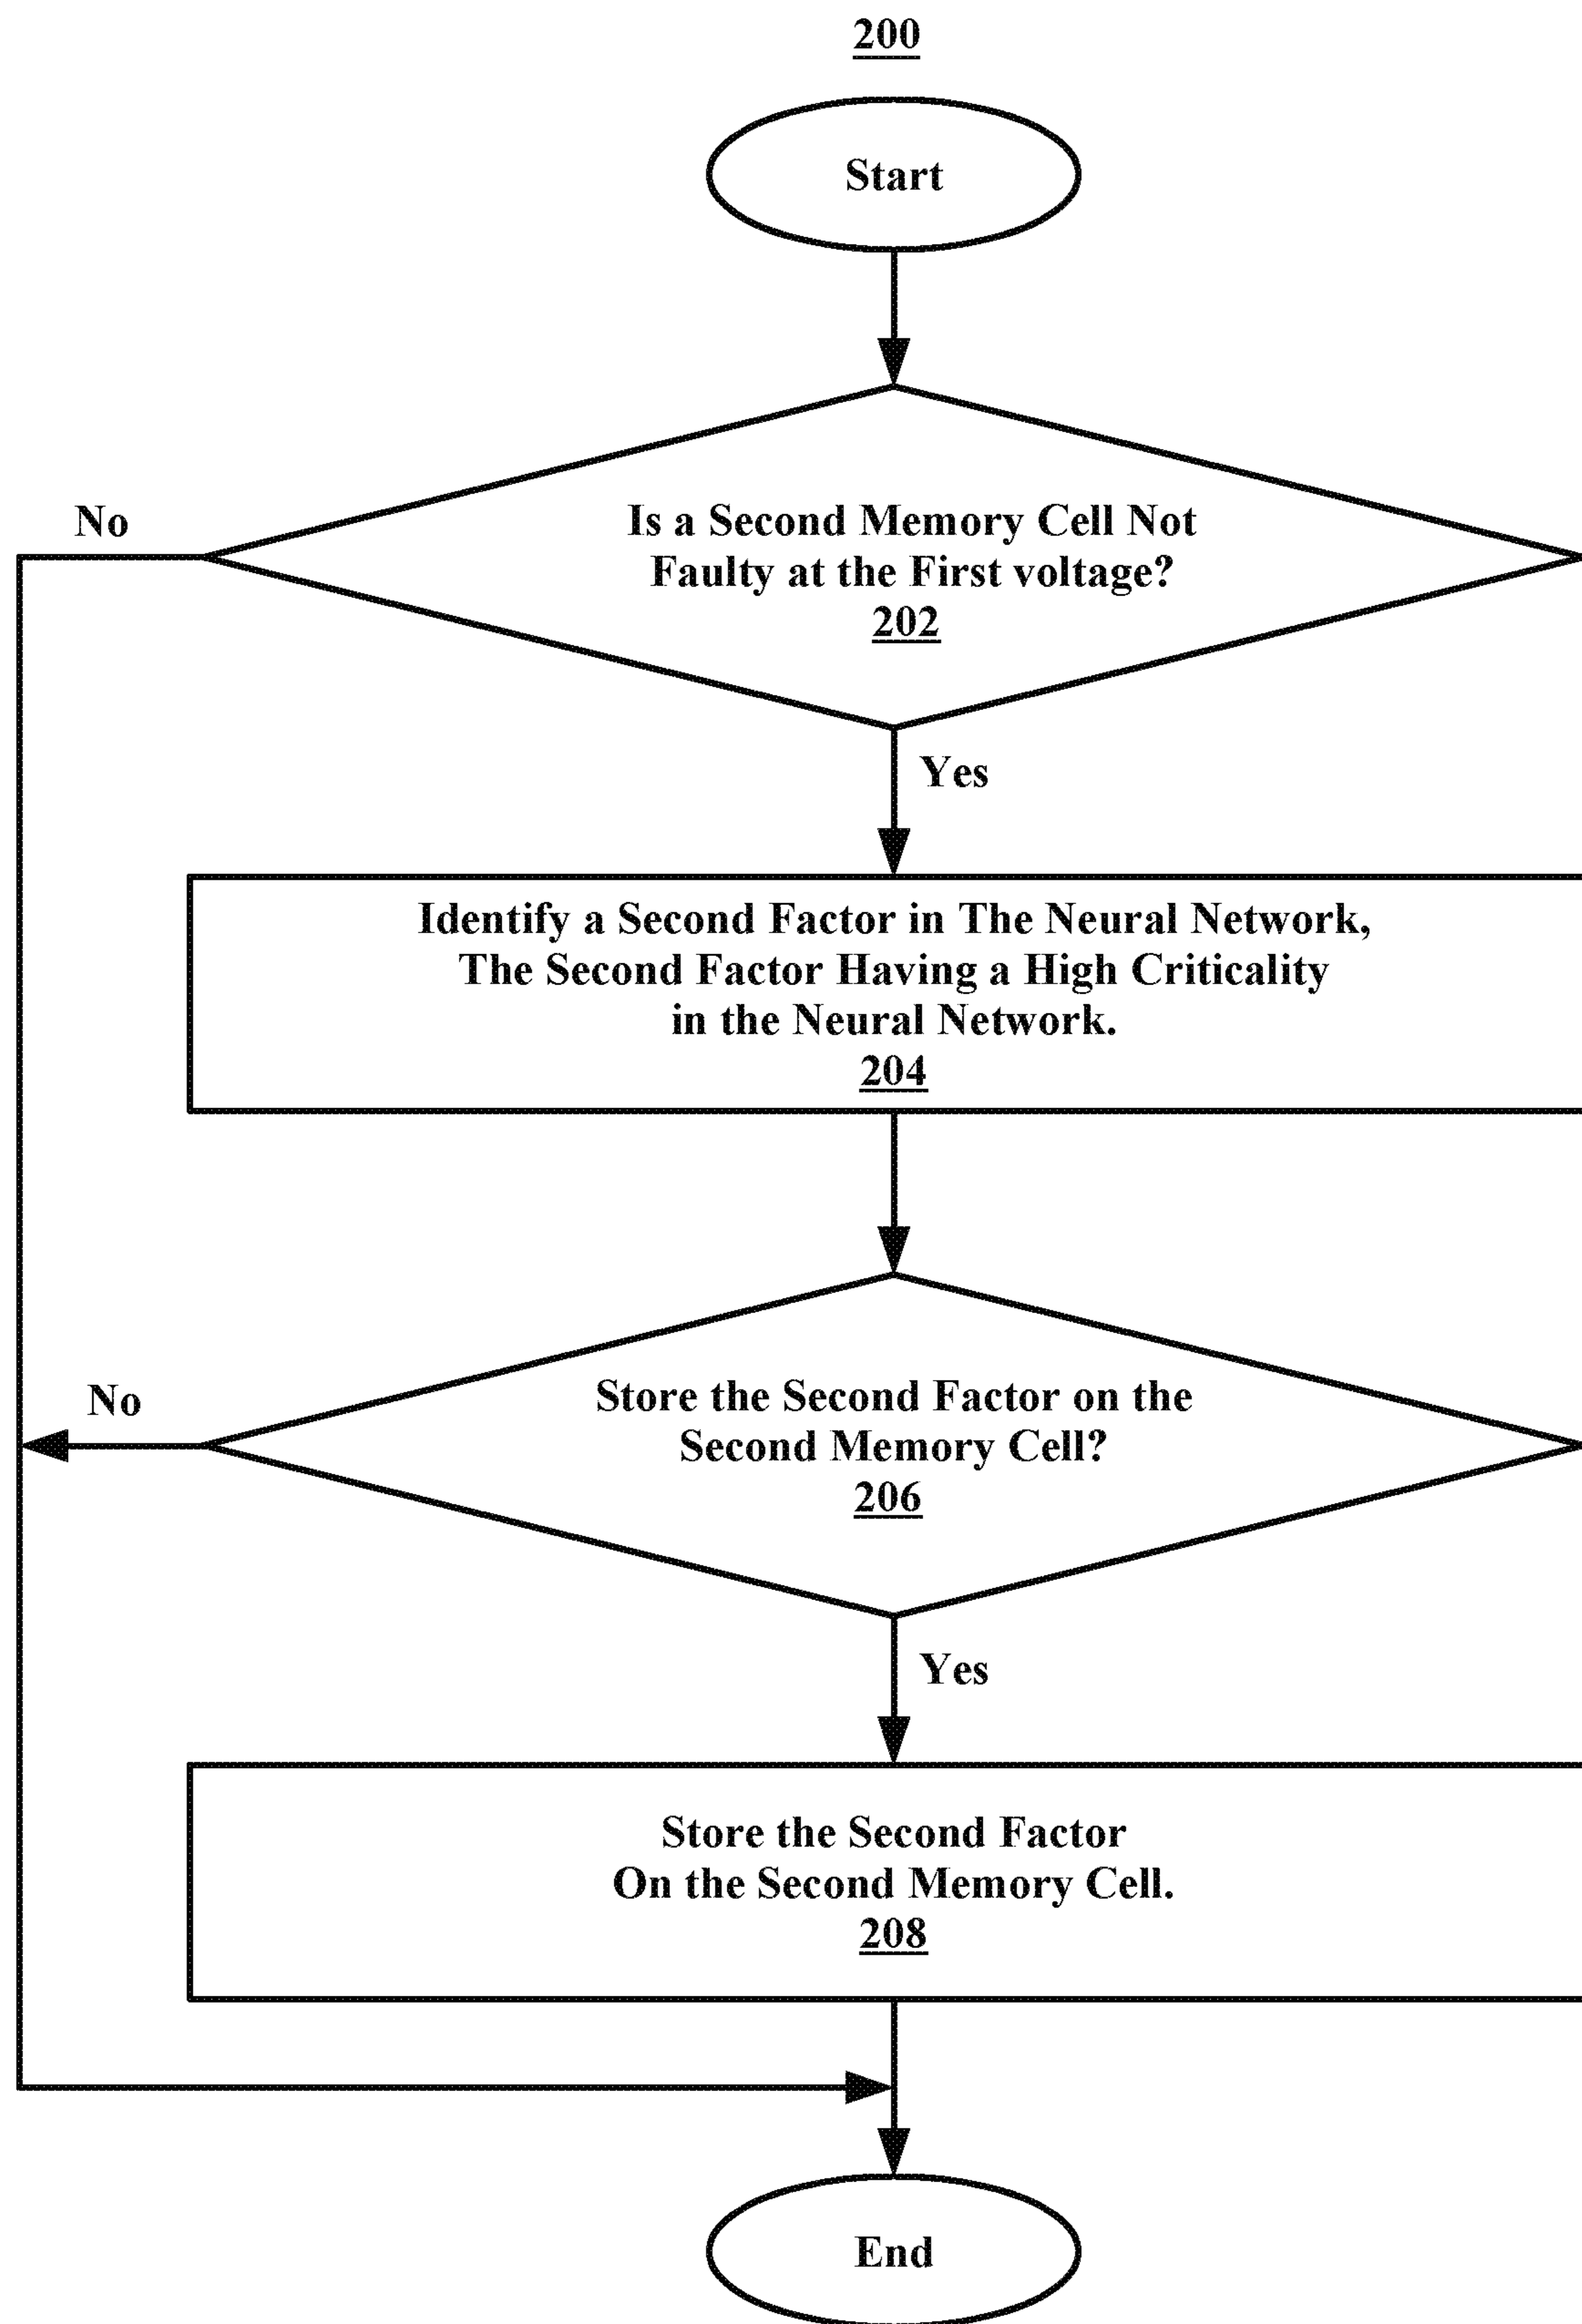 200
Start
No
Is a Second Memory Cell Not
Faulty at the First voltage?
202
Yes
Identify a Second Factor in The Neural Network,
The Second Factor Having a High Criticality
in the Neural Network.
204
No
Store the Second Factor on the
Second Memory Cell?
206
Yes
Store the Second Factor
On the Second Memory Cell.
208
End